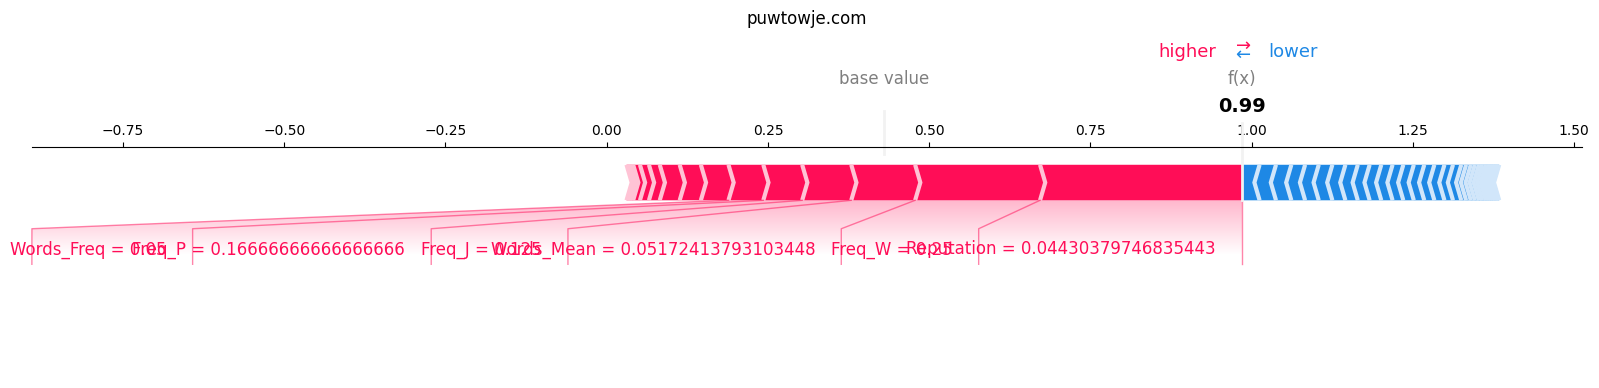 puwtowje.com
higher ⇄ lower
base value f(x)
0.99
−0.75 −0.50 −0.25 0.00 0.25 0.50 0.75 1.00 1.25 1.50
Words_Freq = 0.05 Freq_P = 0.16666666666666666 Freq_J = 0.125 Words_Mean = 0.05172413793103448 Freq_W = 0.25 Reputation = 0.04430379746835443